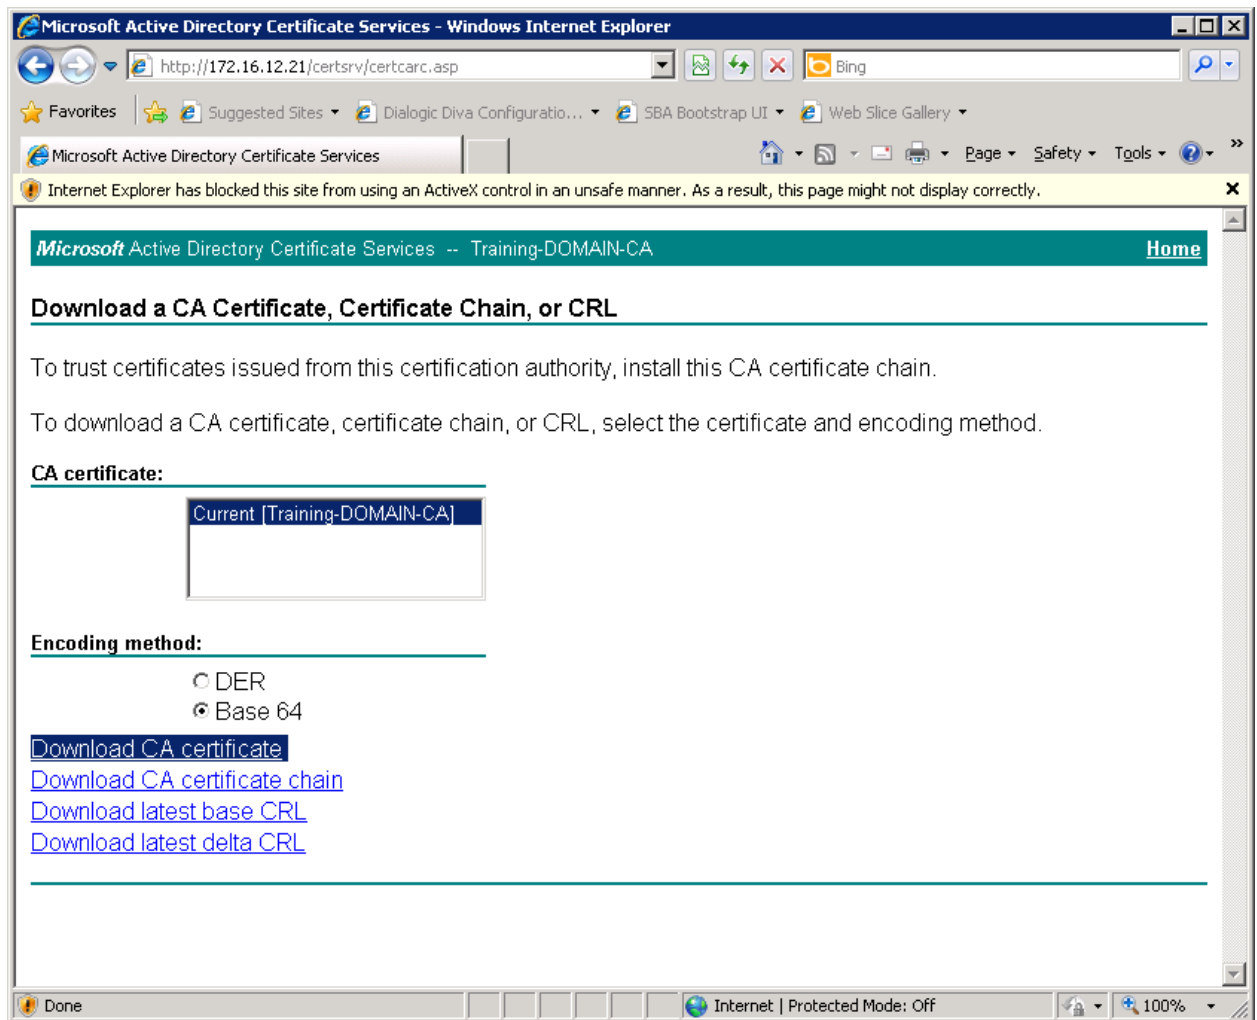 Microsoft Active Directory Certificate Services - Windows Internet Explorer
http://172.16.12.21/certsrv/certcarc.asp
Bing
Favorites Suggested Sites Dialogic Diva Configuratio... SBA Bootstrap UI Web Slice Gallery
Microsoft Active Directory Certificate Services Page Safety Tools »
Internet Explorer has blocked this site from using an ActiveX control in an unsafe manner. As a result, this page might not display correctly.
Microsoft Active Directory Certificate Services -- Training-DOMAIN-CA Home
Download a CA Certificate, Certificate Chain, or CRL
To trust certificates issued from this certification authority, install this CA certificate chain.
To download a CA certificate, certificate chain, or CRL, select the certificate and encoding method.
CA certificate:
Current [Training-DOMAIN-CA]
Encoding method:
DER
Base 64
Download CA certificate
Download CA certificate chain
Download latest base CRL
Download latest delta CRL
Done Internet | Protected Mode: Off 100%